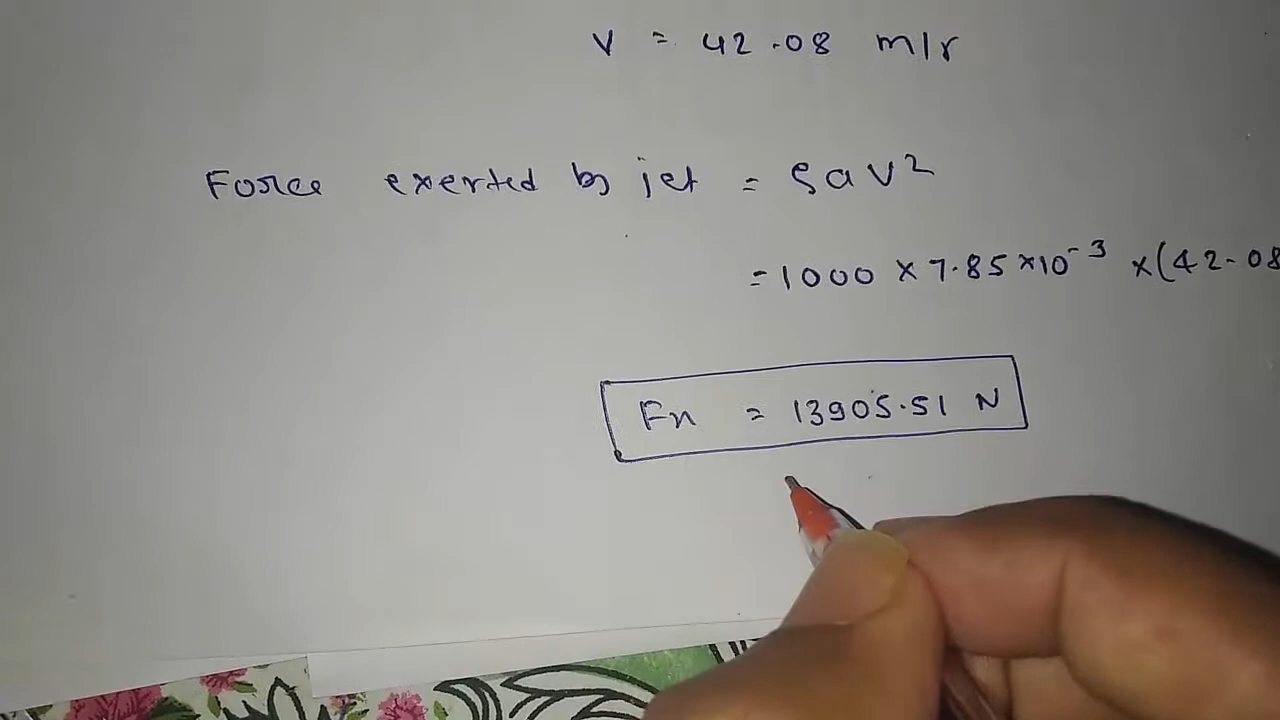 V = 42.08 m/s
Force exerted by jet = ρav²
= 1000 × 7.85 × 10⁻³ × (42.08
Fn = 13905.51 N